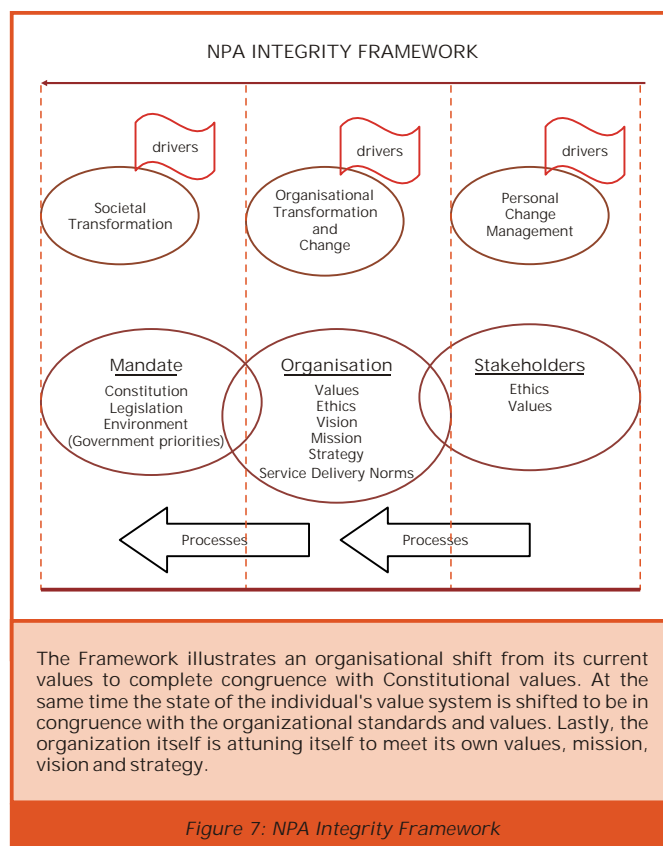 NPA INTEGRITY FRAMEWORK
drivers
drivers
drivers
Societal
Transformation
Organisational
Transformation
and
Change
Personal
Change
Management
Mandate
Constitution
Legislation
Environment
(Government priorities)
Organisation
Values
Ethics
Vision
Mission
Strategy
Service Delivery Norms
Stakeholders
Ethics
Values
Processes
Processes
The Framework illustrates an organisational shift from its current
values to complete congruence with Constitutional values. At the
same time the state of the individual's value system is shifted to be in
congruence with the organizational standards and values. Lastly, the
organization itself is attuning itself to meet its own values, mission,
vision and strategy.
Figure 7: NPA Integrity Framework